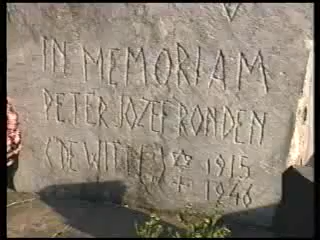 IN MEMORIAM
PETER JOZEF RONDEN
(DE WITTE) ☆ 1915
+ 1946